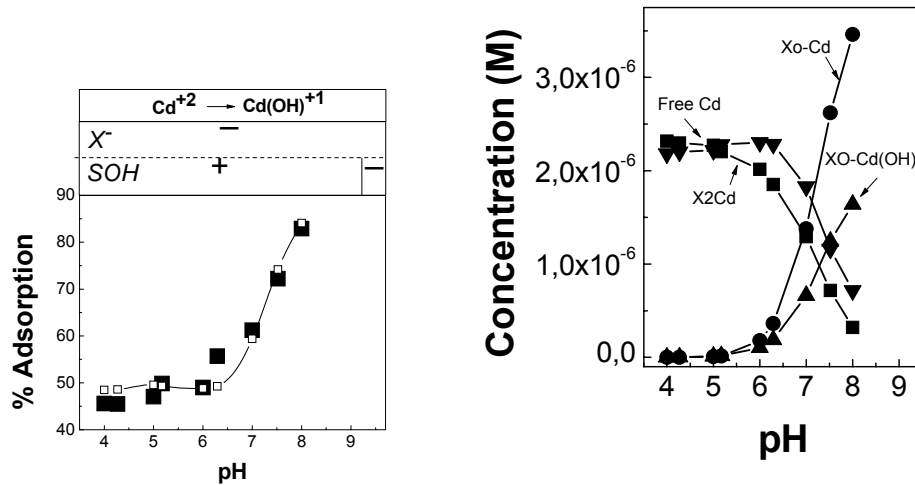 Cd+2 → Cd(OH)+1
X-
−
SOH
+
−
90
80
70
60
50
40
% Adsorption
4 5 6 7 8 9
pH
3,0x10-6
2,0x10-6
1,0x10-6
0,0
Concentration (M)
Xo-Cd
Free Cd
XO-Cd(OH)
X2Cd
4 5 6 7 8 9
pH